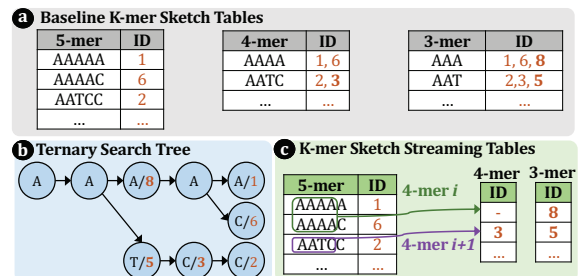 a Baseline K-mer Sketch Tables
5-mer ID
AAAAA 1
AAAAC 6
AATCC 2
... ...
4-mer ID
AAAA 1, 6
AATC 2, 3
... ...
3-mer ID
AAA 1, 6, 8
AAT 2,3, 5
... ...
b Ternary Search Tree
A A A/8 A A/1
C/6
T/5 C/3 C/2
c K-mer Sketch Streaming Tables
5-mer ID
AAAAA 1
AAAAC 6
AATCC 2
... ...
4-mer i
4-mer i+1
4-mer
ID
-
3
...
3-mer
ID
8
5
...